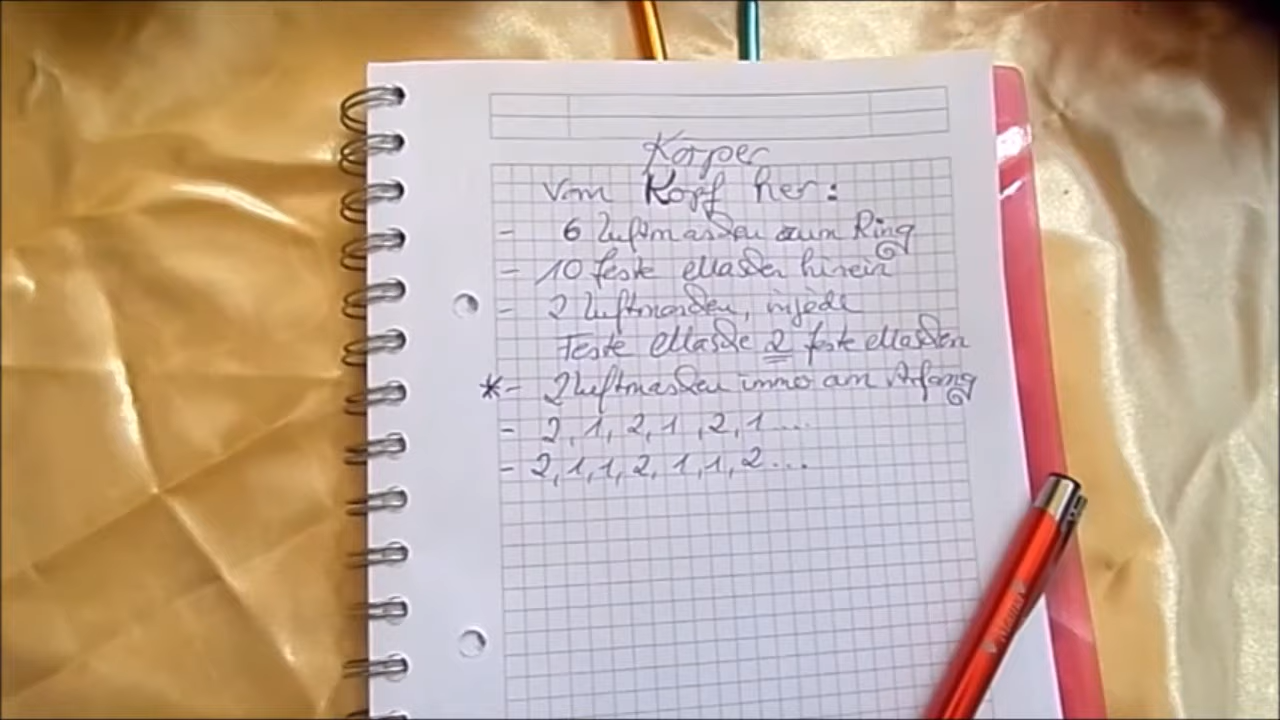 Körper
Vom Kopf her:
- 6 Luftmaschen zum Ring
- 10 feste Maschen hinein
- 2 Luftmaschen, in jede
Feste Masche 2 feste Maschen
*- 2 Luftmaschen immer am Anfang
- 2, 1, 2, 1, 2, 1....
- 2, 1, 1, 2, 1, 1, 2...